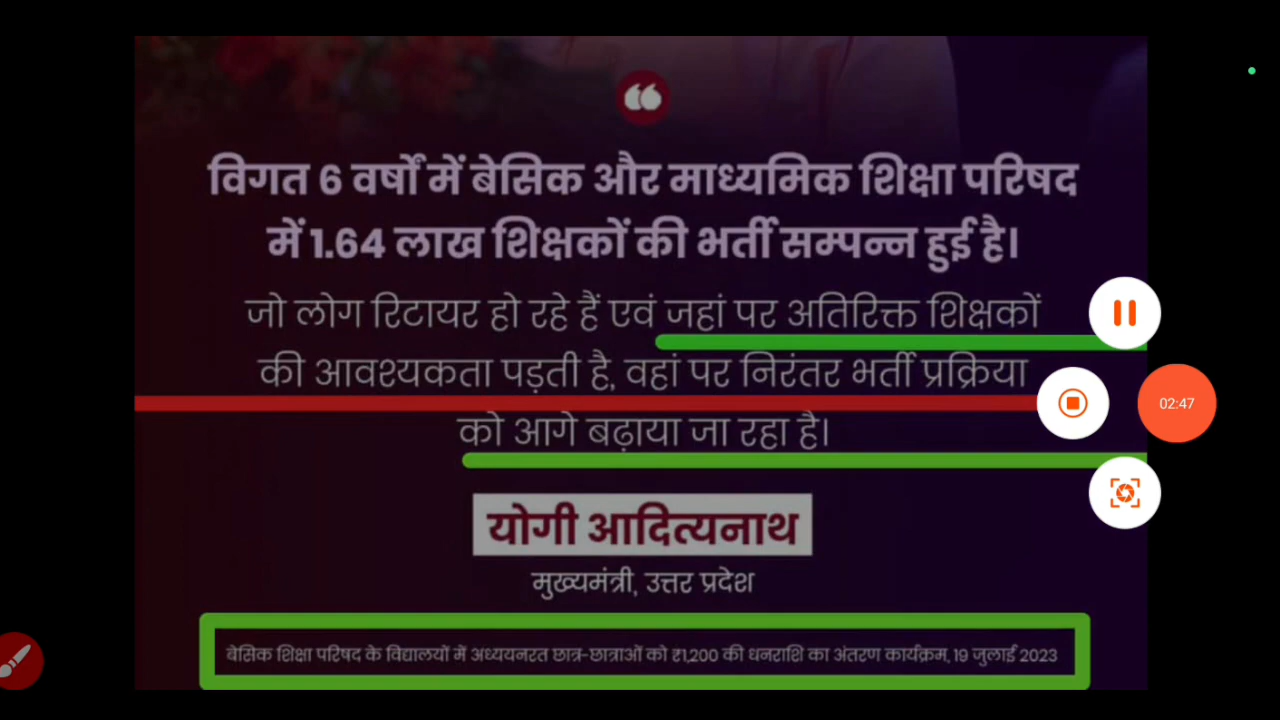 विगत 6 वर्षों में बेसिक और माध्यमिक शिक्षा परिषद
में 1.64 लाख शिक्षकों की भर्ती सम्पन्न हुई है।
जो लोग रिटायर हो रहे हैं एवं जहां पर अतिरिक्त शिक्षकों
की आवश्यकता पड़ती है, वहां पर निरंतर भर्ती प्रक्रिया
को आगे बढ़ाया जा रहा है।
02:47
योगी आदित्यनाथ
मुख्यमंत्री, उत्तर प्रदेश
बेसिक शिक्षा परिषद के विद्यालयों में अध्ययनरत छात्र-छात्राओं को ₹1,200 की धनराशि का अंतरण कार्यक्रम, 19 जुलाई 2023